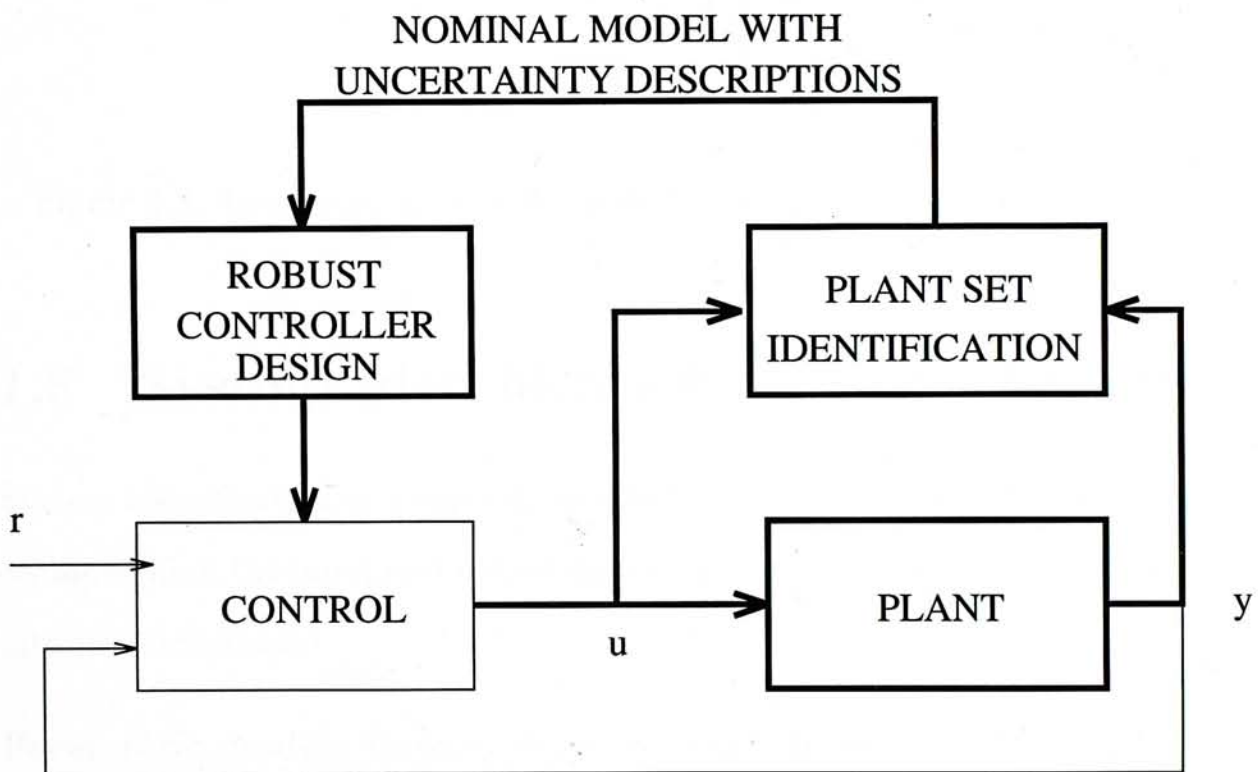 NOMINAL MODEL WITH
UNCERTAINTY DESCRIPTIONS
ROBUST
CONTROLLER
DESIGN
PLANT SET
IDENTIFICATION
r
CONTROL
u
PLANT
y